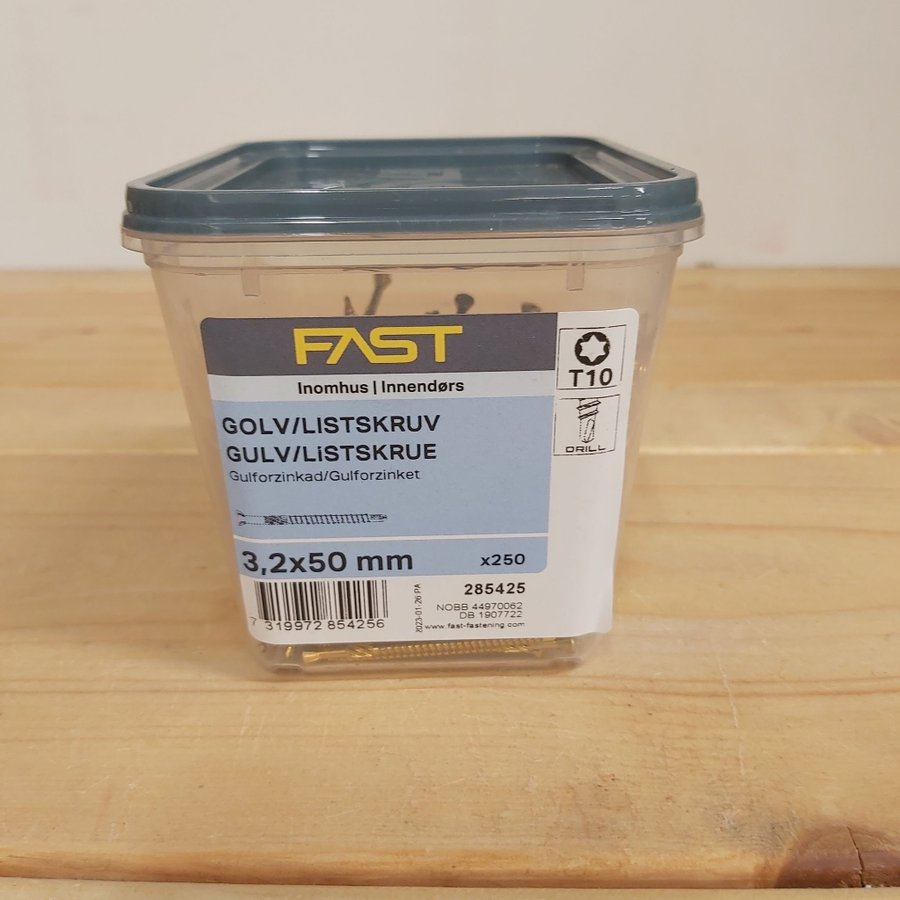 FAST
Inomhus | Innendørs
T10
DRILL
GOLV/LISTSKRUV
GULV/LiSTSKRUE
Gulforzinkad/Gulforzinket
3,2x50 mm
x250
285425
NOBB 44970062
DB 1907722
www.fast-fastening.com
7 319972 854256
2023-01-26 PA